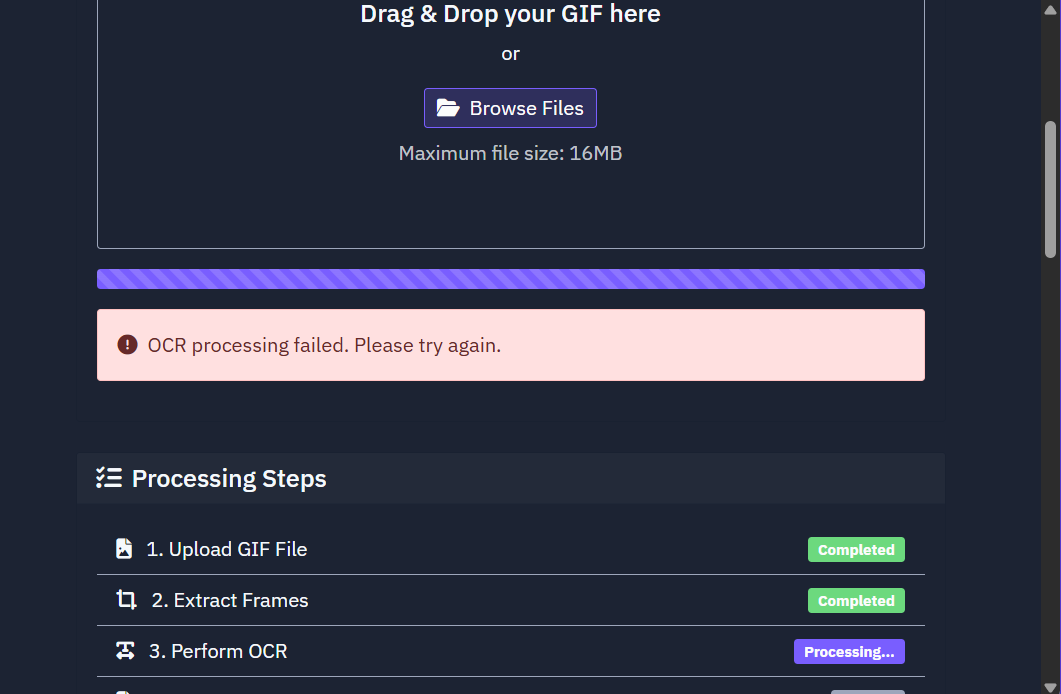 Drag & Drop your GIF here
or
Browse Files
Maximum file size: 16MB
OCR processing failed. Please try again.
Processing Steps
1. Upload GIF File
Completed
2. Extract Frames
Completed
3. Perform OCR
Processing...